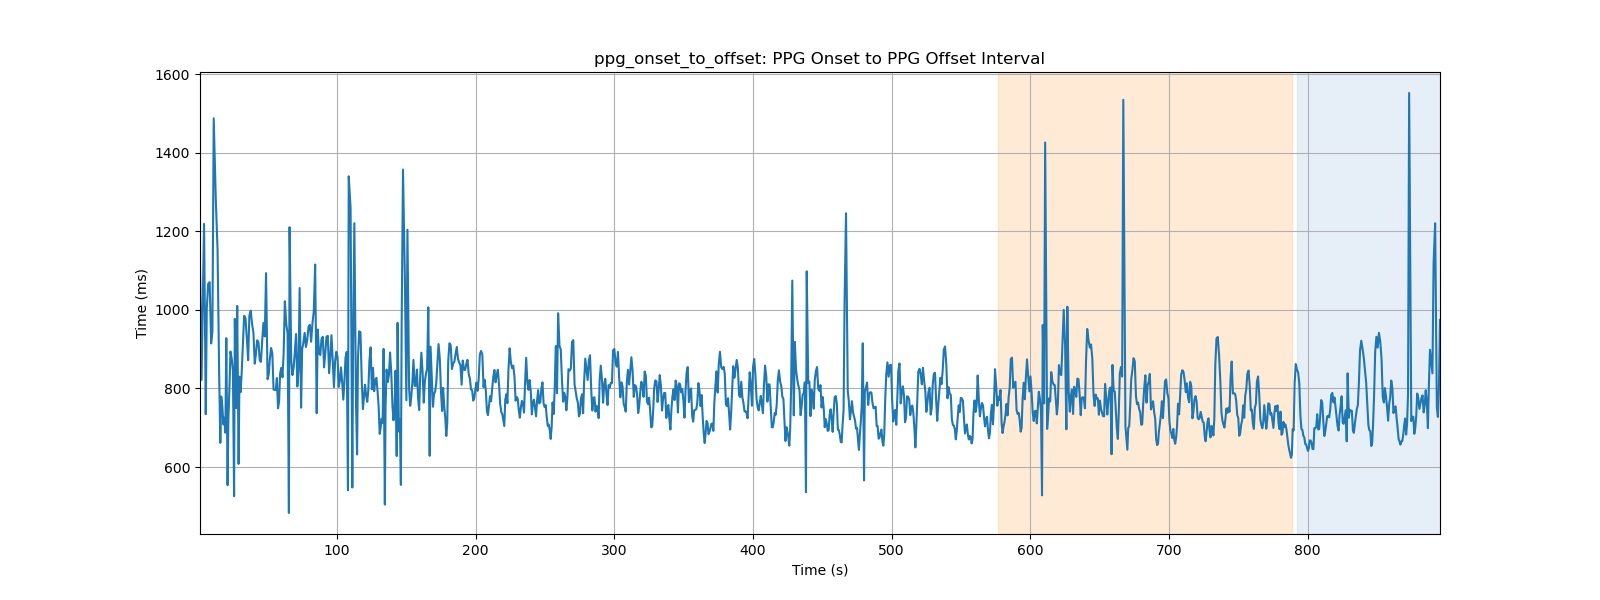 ppg_onset_to_offset: PPG Onset to PPG Offset Interval
1600
1400
1200
1000
800
600
Time (ms)
100 200 300 400 500 600 700 800
Time (s)